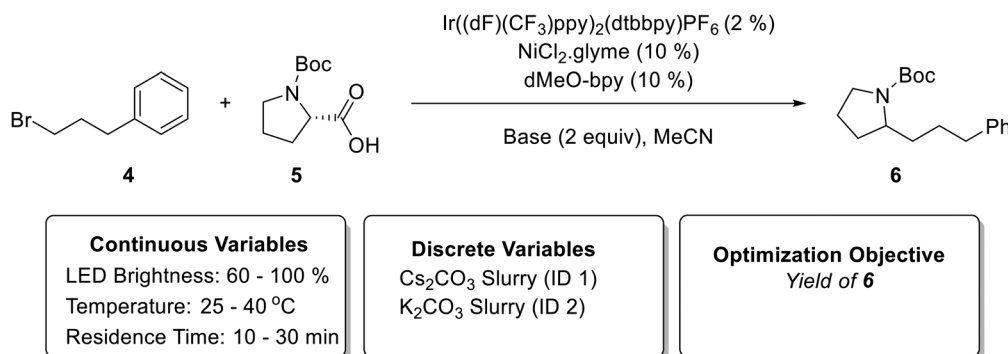 Ir((dF)(CF3)ppy)2(dtbbpy)PF6 (2 %)
NiCl2.glyme (10 %)
dMeO-bpy (10 %)
Base (2 equiv), MeCN
Br
4
+
Boc
N
O
OH
5
Boc
N
Ph
6
Continuous Variables
LED Brightness: 60 - 100 %
Temperature: 25 - 40 °C
Residence Time: 10 - 30 min
Discrete Variables
Cs2CO3 Slurry (ID 1)
K2CO3 Slurry (ID 2)
Optimization Objective
Yield of 6